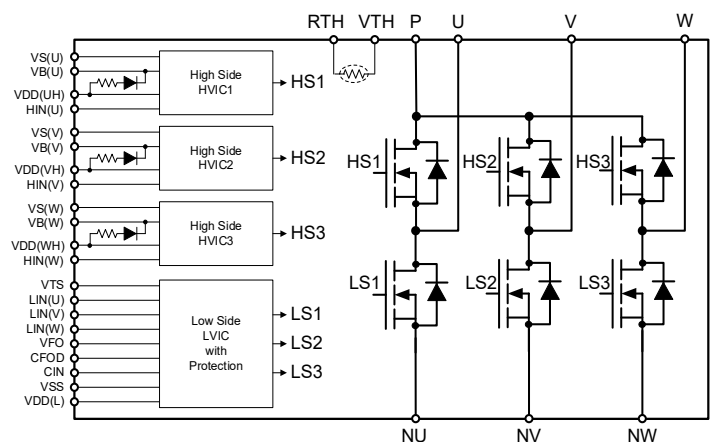 RTH VTH P U V W
VS(U)
VB(U)
VDD(UH)
HIN(U)
High Side
HVIC1
HS1
VS(V)
VB(V)
VDD(VH)
HIN(V)
High Side
HVIC2
HS2
VS(W)
VB(W)
VDD(WH)
HIN(W)
High Side
HVIC3
HS3
VTS
LIN(U)
LIN(V)
LIN(W)
VFO
CFOD
CIN
VSS
VDD(L)
Low Side
LVIC
with
Protection
LS1
LS2
LS3
HS1 HS2 HS3
LS1 LS2 LS3
NU NV NW